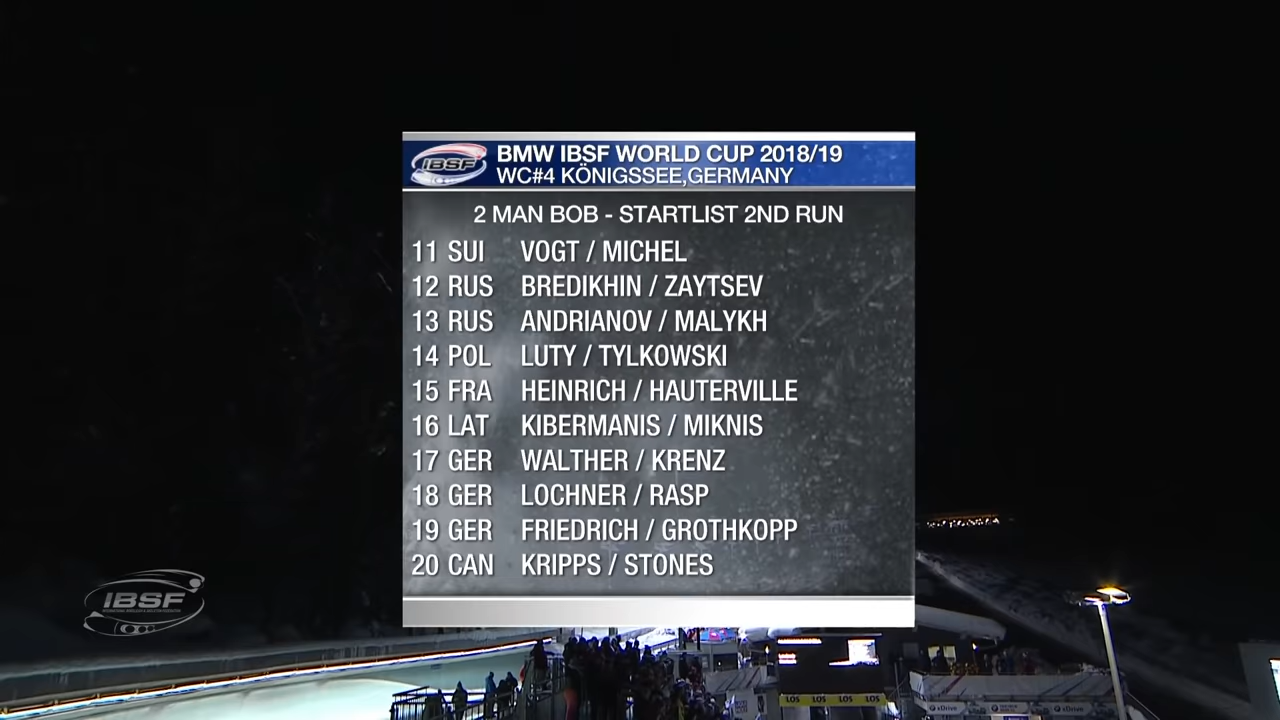 IBSF
BMW IBSF WORLD CUP 2018/19
WC#4 KÖNIGSSEE,GERMANY
2 MAN BOB - STARTLIST 2ND RUN
11 SUI VOGT / MICHEL
12 RUS BREDIKHIN / ZAYTSEV
13 RUS ANDRIANOV / MALYKH
14 POL LUTY / TYLKOWSKI
15 FRA HEINRICH / HAUTERVILLE
16 LAT KIBERMANIS / MIKNIS
17 GER WALTHER / KRENZ
18 GER LOCHNER / RASP
19 GER FRIEDRICH / GROTHKOPP
20 CAN KRIPPS / STONES
IBSF
LOS LOS LOS LOS
xDrive
xDrive